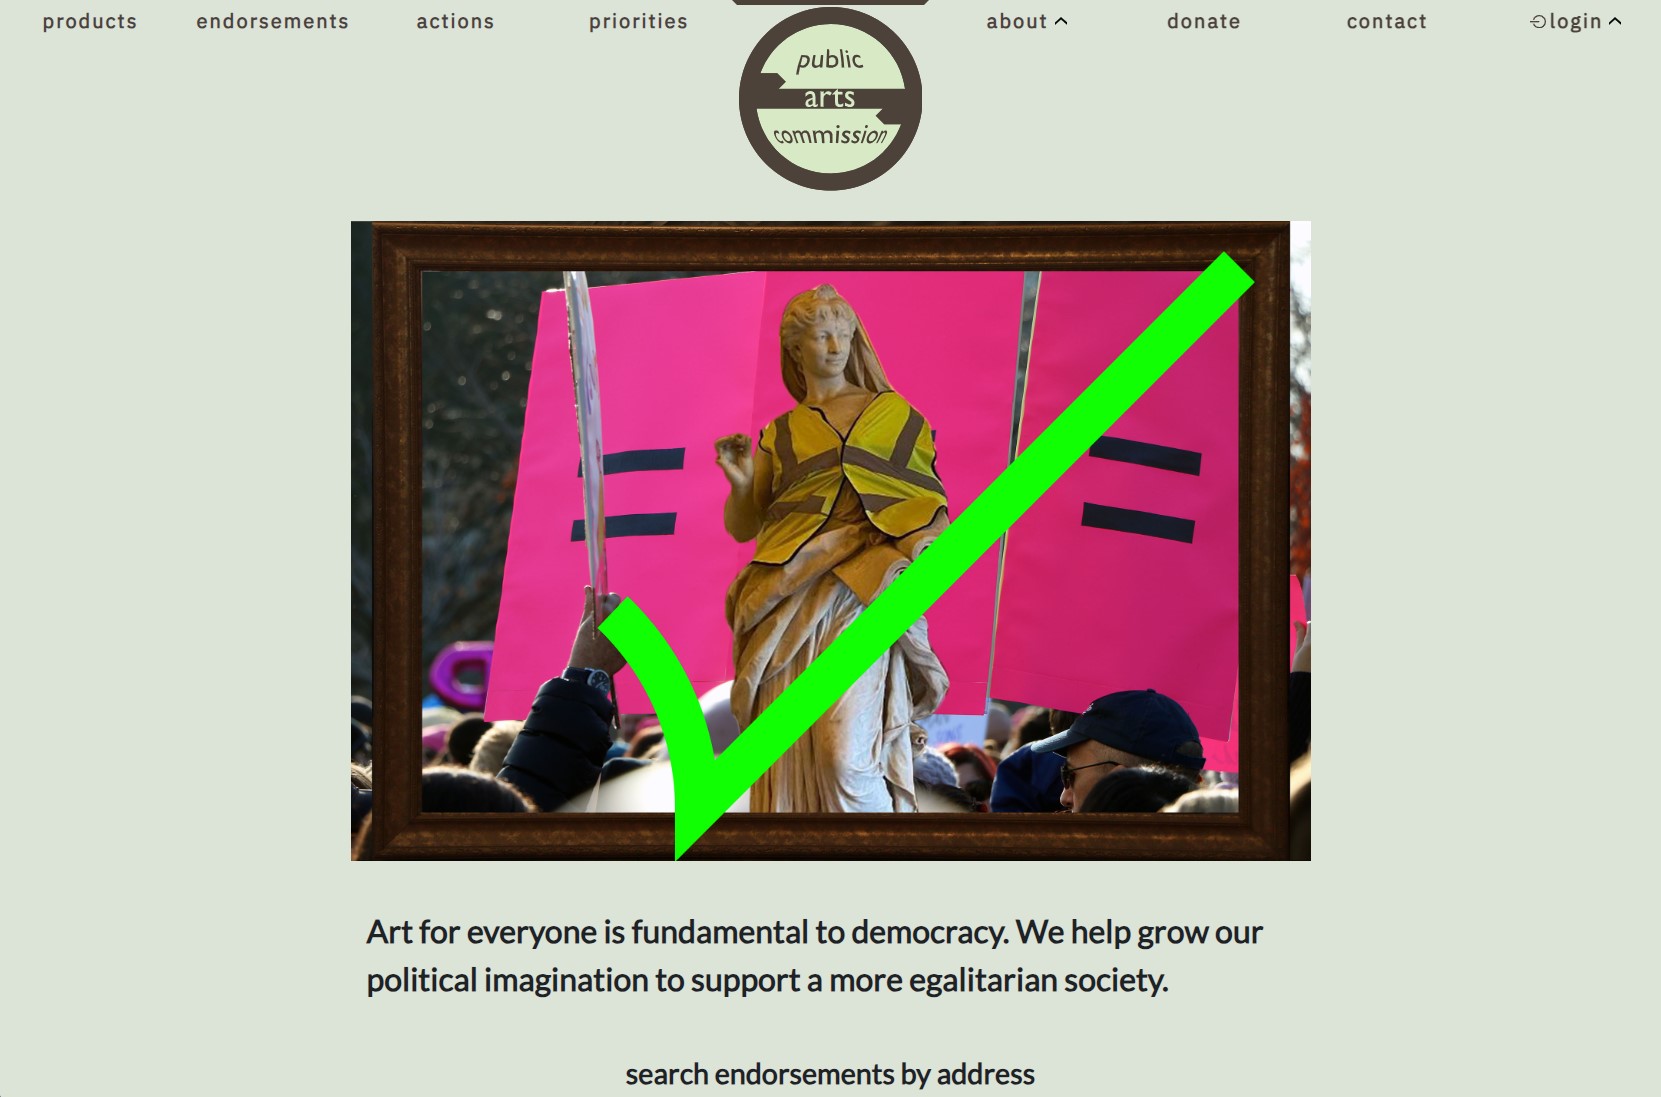 products endorsements actions priorities about donate contact login
public
arts
commission
Art for everyone is fundamental to democracy. We help grow our
political imagination to support a more egalitarian society.
search endorsements by address